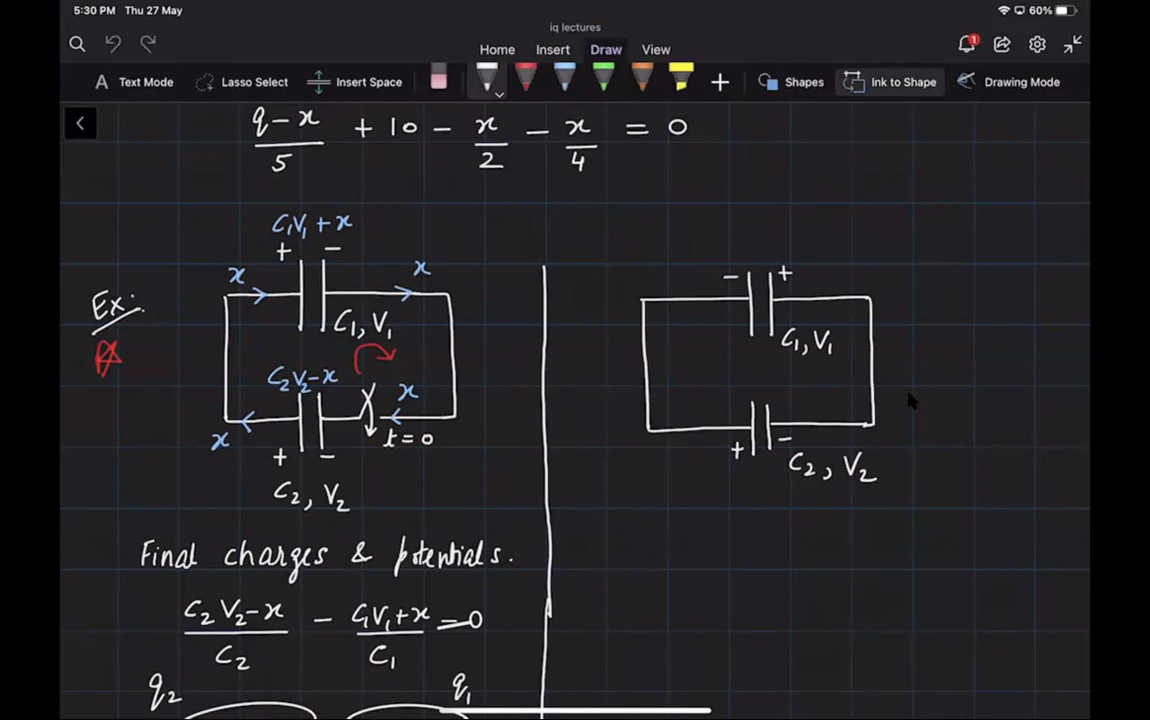 5:30 PM Thu 27 May
60%
iq lectures
Home Insert Draw View
1
A Text Mode Lasso Select Insert Space Shapes Ink to Shape Drawing Mode
q-x/5 + 10 - x/2 - x/4 = 0
C₁V₁ + x
+ -
x x
- +
Ex:
C₁, V₁
C₁, V₁
C₂V₂-x
x
x
t = 0
+ -
+ -
C₂, V₂
C₂, V₂
Final charges & potentials.
C₂V₂-x/C₂ - C₁V₁+x/C₁ = 0
q₂ q₁